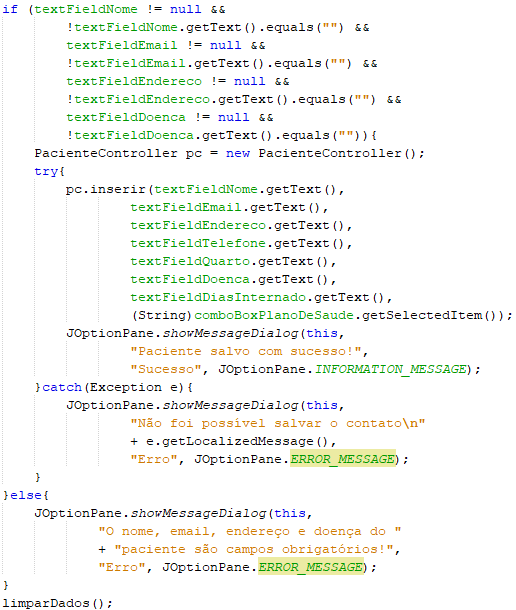 if (textFieldNome != null &&
        !textFieldNome.getText().equals("") &&
        textFieldEmail != null &&
        !textFieldEmail.getText().equals("") &&
        textFieldEndereco != null &&
        !textFieldEndereco.getText().equals("") &&
        textFieldDoenca != null &&
        !textFieldDoenca.getText().equals("")){
    PacienteController pc = new PacienteController();
    try{
        pc.inserir(textFieldNome.getText(),
                textFieldEmail.getText(),
                textFieldEndereco.getText(),
                textFieldTelefone.getText(),
                textFieldQuarto.getText(),
                textFieldDoenca.getText(),
                textFieldDiasInternado.getText(),
                (String)comboBoxPlanoDeSaude.getSelectedItem());
        JOptionPane.showMessageDialog(this,
                "Paciente salvo com sucesso!",
                "Sucesso", JOptionPane.INFORMATION_MESSAGE);
    }catch(Exception e){
        JOptionPane.showMessageDialog(this,
                "Não foi possível salvar o contato\n"
                + e.getLocalizedMessage(),
                "Erro", JOptionPane.ERROR_MESSAGE);
    }
}else{
    JOptionPane.showMessageDialog(this,
            "O nome, email, endereço e doença do "
            + "paciente são campos obrigatórios!",
            "Erro", JOptionPane.ERROR_MESSAGE);
}
limparDados();